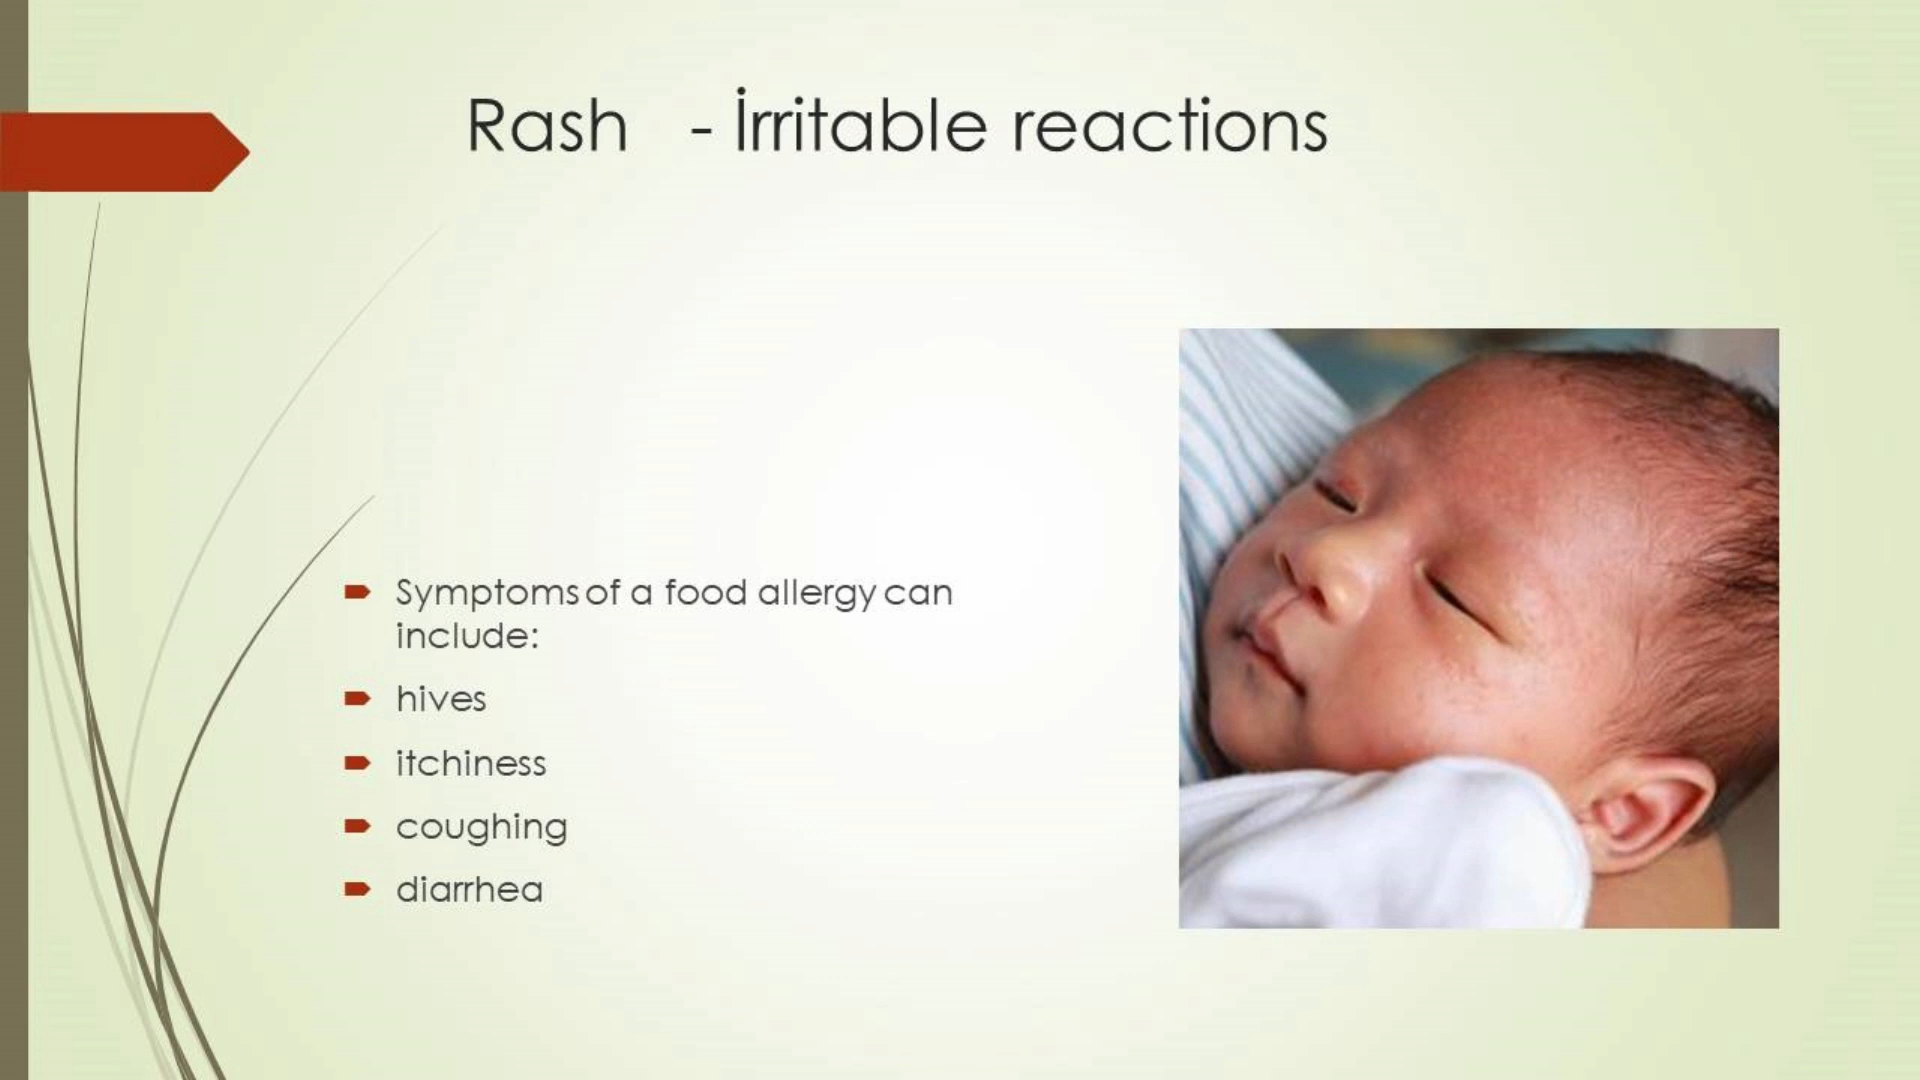 Rash - İrritable reactions
Symptoms of a food allergy can
include:
hives
itchiness
coughing
diarrhea